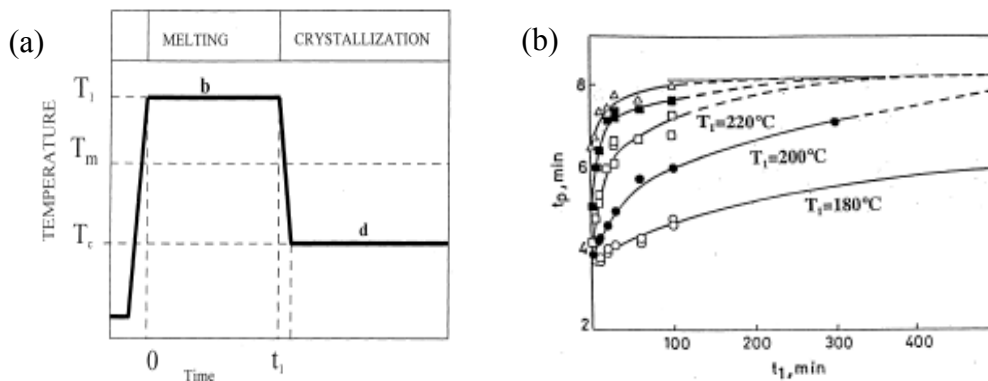 (a)
MELTING
CRYSTALLIZATION
b
T1
Tm
Tc
d
TEMPERATURE
0
t1
Time
(b)
8
6
4
2
tp, min
T1=220°C
T1=200°C
T1=180°C
100
200
300
400
t1, min